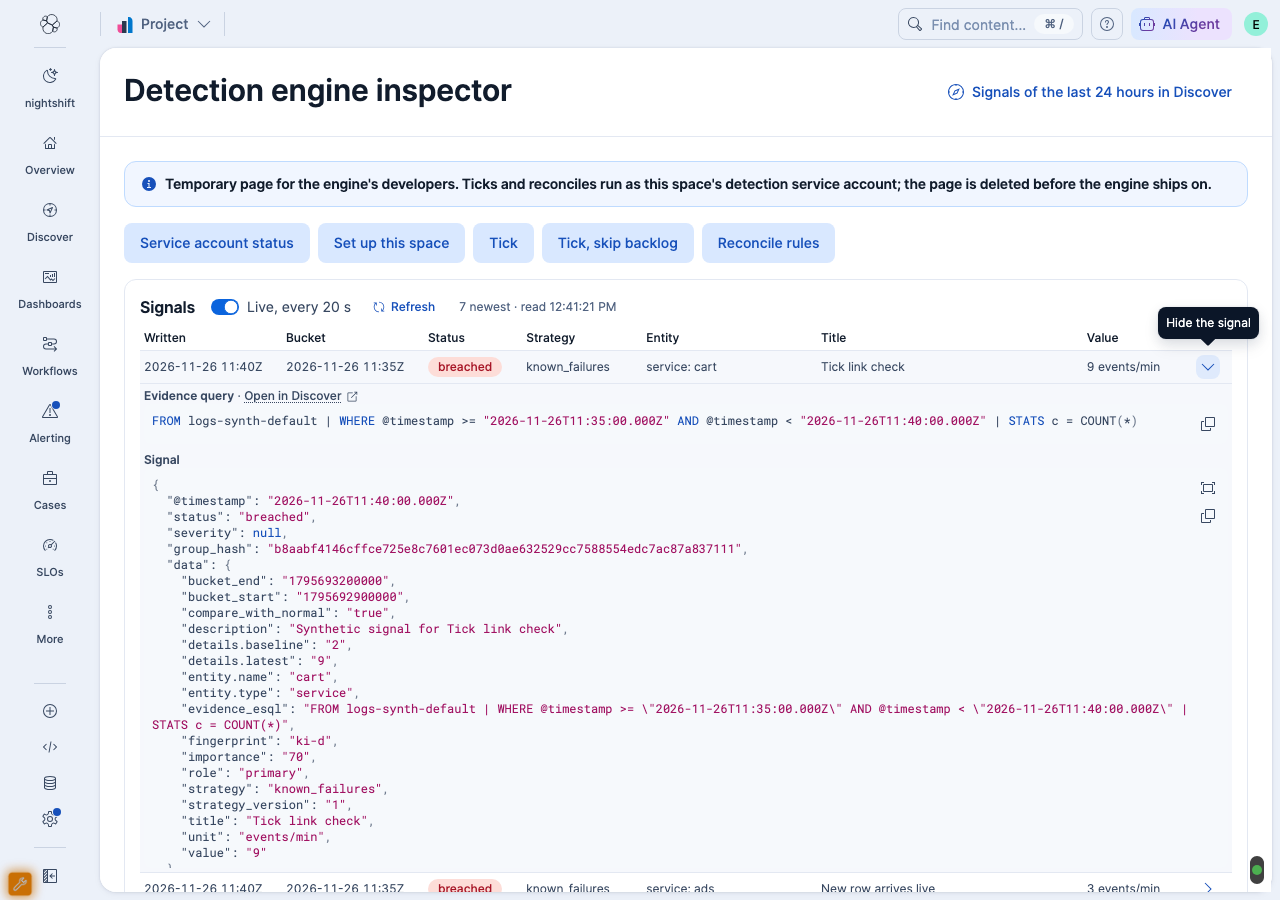 Project
Find content... ⌘ /
AI Agent
E
nightshift
Overview
Discover
Dashboards
Workflows
Alerting
Cases
SLOs
More
Detection engine inspector
Signals of the last 24 hours in Discover
Temporary page for the engine's developers. Ticks and reconciles run as this space's detection service account; the page is deleted before the engine ships on.
Service account status
Set up this space
Tick
Tick, skip backlog
Reconcile rules
Signals Live, every 20 s Refresh 7 newest · read 12:41:21 PM
Hide the signal
Written Bucket Status Strategy Entity Title Value
2026-11-26 11:40Z 2026-11-26 11:35Z breached known_failures service: cart Tick link check 9 events/min
Evidence query · Open in Discover
FROM logs-synth-default | WHERE @timestamp >= "2026-11-26T11:35:00.000Z" AND @timestamp < "2026-11-26T11:40:00.000Z" | STATS c = COUNT(*)
Signal
{
"@timestamp": "2026-11-26T11:40:00.000Z",
"status": "breached",
"severity": null,
"group_hash": "b8aabf4146cffce725e8c7601ec073d0ae632529cc7588554edc7ac87a837111",
"data": {
"bucket_end": "1795693200000",
"bucket_start": "1795692900000",
"compare_with_normal": "true",
"description": "Synthetic signal for Tick link check",
"details.baseline": "2",
"details.latest": "9",
"entity.name": "cart",
"entity.type": "service",
"evidence_esql": "FROM logs-synth-default | WHERE @timestamp >= \"2026-11-26T11:35:00.000Z\" AND @timestamp < \"2026-11-26T11:40:00.000Z\" |
STATS c = COUNT(*)",
"fingerprint": "ki-d",
"importance": "70",
"role": "primary",
"strategy": "known_failures",
"strategy_version": "1",
"title": "Tick link check",
"unit": "events/min",
"value": "9"
}
2026-11-26 11:40Z 2026-11-26 11:35Z breached known_failures service: ads New row arrives live 3 events/min